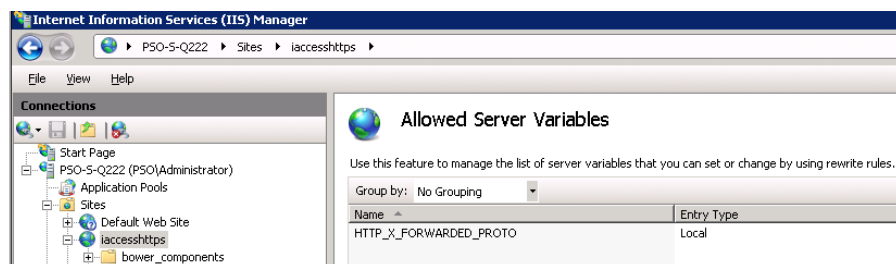 Internet Information Services (IIS) Manager
PSO-S-Q222 Sites iaccesshttps
File View Help
Connections
Start Page
PSO-S-Q222 (PSO\Administrator)
Application Pools
Sites
Default Web Site
iaccesshttps
bower_components
Allowed Server Variables
Use this feature to manage the list of server variables that you can set or change by using rewrite rules.
Group by: No Grouping
Name Entry Type
HTTP_X_FORWARDED_PROTO Local